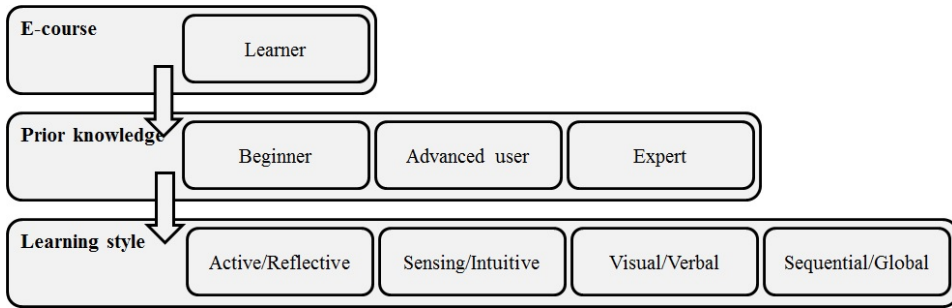 E-course
Learner
Prior knowledge
Beginner
Advanced user
Expert
Learning style
Active/Reflective
Sensing/Intuitive
Visual/Verbal
Sequential/Global